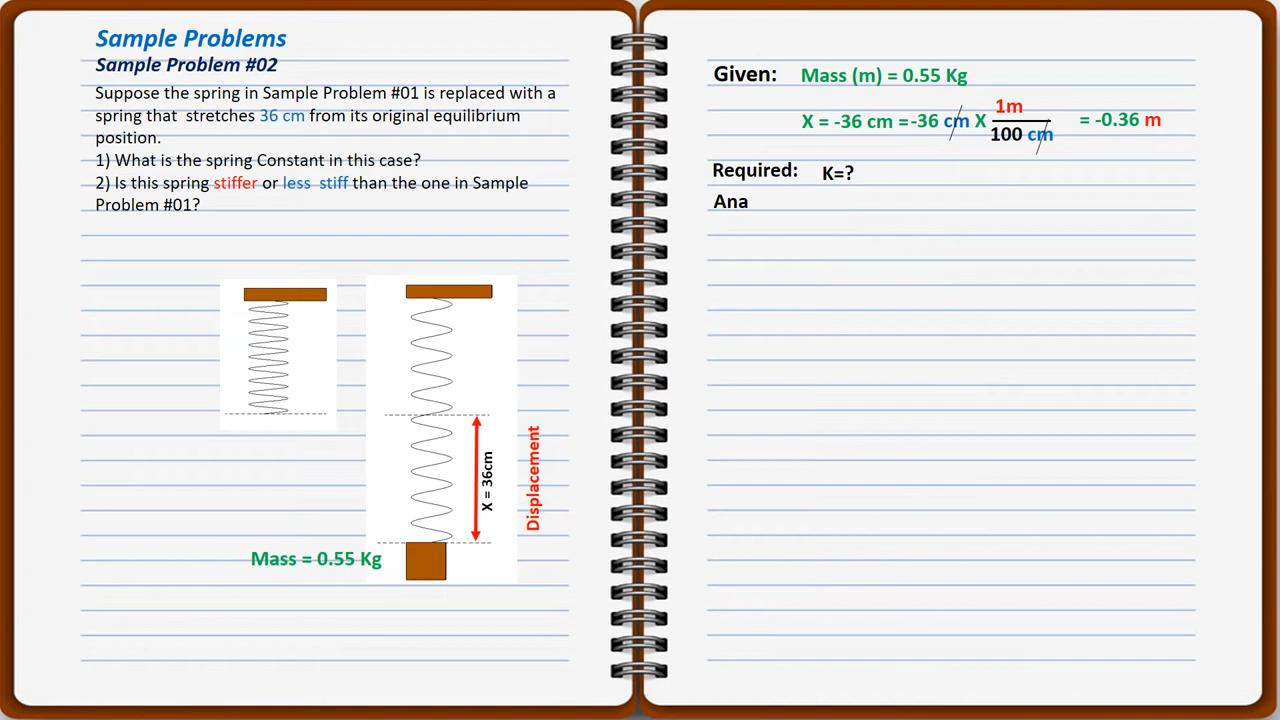 Sample Problems
Sample Problem #02
Suppose the spring in Sample Problem #01 is replaced with a
spring that stretches 36 cm from its original equilibrium
position.
) What is the Spring Constant in this case?
Is this spring stiffer or less stiff than the one in Sample
Problem #01?
X = 36cm
Displacement
Mass = 0.55 Kg
Given: Mass (m) = 0.55 Kg
X = -36 cm = -36 cm X 1m
100 cm
-0.36 m
Required: K=?
Ana